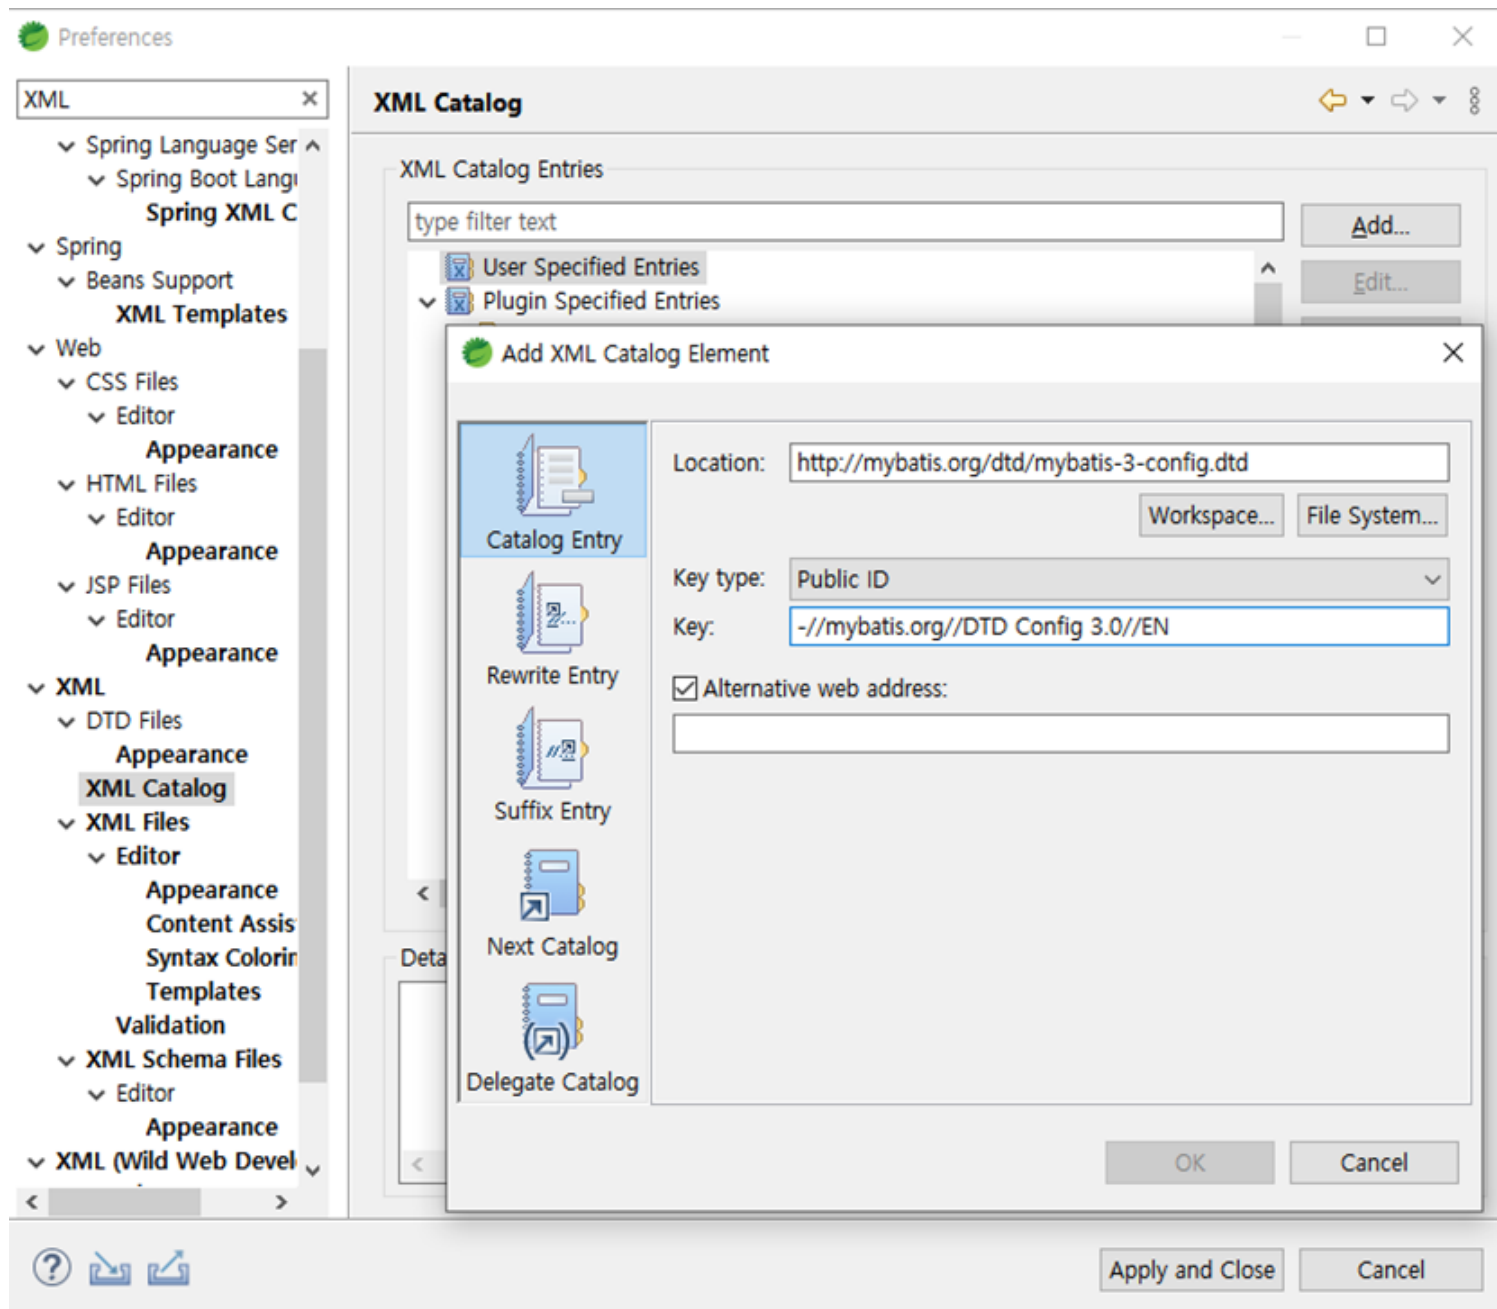 Preferences
XML
Spring Language Ser
Spring Boot Langu
Spring XML C
Spring
Beans Support
XML Templates
Web
CSS Files
Editor
Appearance
HTML Files
Editor
Appearance
JSP Files
Editor
Appearance
XML
DTD Files
Appearance
XML Catalog
XML Files
Editor
Appearance
Content Assis
Syntax Colorin
Templates
Validation
XML Schema Files
Editor
Appearance
XML (Wild Web Devel
XML Catalog
XML Catalog Entries
type filter text
Add...
User Specified Entries
Edit...
Plugin Specified Entries
Deta
Add XML Catalog Element
Catalog Entry
Rewrite Entry
Suffix Entry
Next Catalog
Delegate Catalog
Location: http://mybatis.org/dtd/mybatis-3-config.dtd
Workspace... File System...
Key type: Public ID
Key: -//mybatis.org//DTD Config 3.0//EN
Alternative web address:
OK Cancel
Apply and Close Cancel